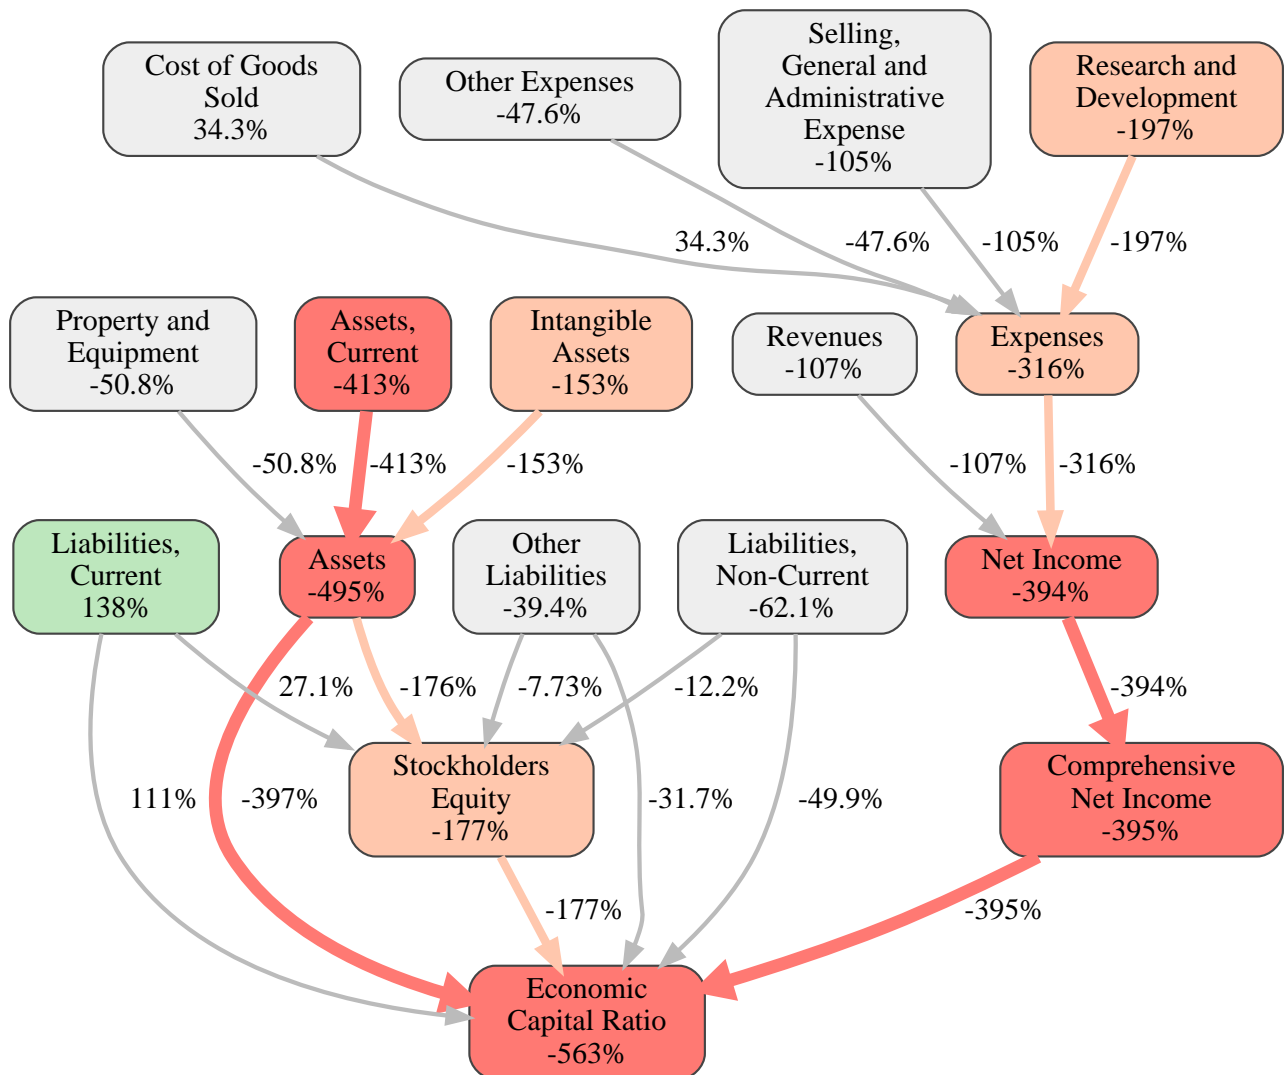 Cost of Goods
Sold
34.3%
Other Expenses
-47.6%
Selling,
General and
Administrative
Expense
-105%
Research and
Development
-197%
34.3%
-47.6%
-105%
-197%
Property and
Equipment
-50.8%
Assets,
Current
-413%
Intangible
Assets
-153%
Revenues
-107%
Expenses
-316%
-50.8%
-413%
-153%
-107%
-316%
Liabilities,
Current
138%
Assets
-495%
Other
Liabilities
-39.4%
Liabilities,
Non-Current
-62.1%
Net Income
-394%
27.1%
-176%
-7.73%
-12.2%
-394%
Stockholders
Equity
-177%
Comprehensive
Net Income
-395%
111%
-397%
-31.7%
-49.9%
-177%
-395%
Economic
Capital Ratio
-563%